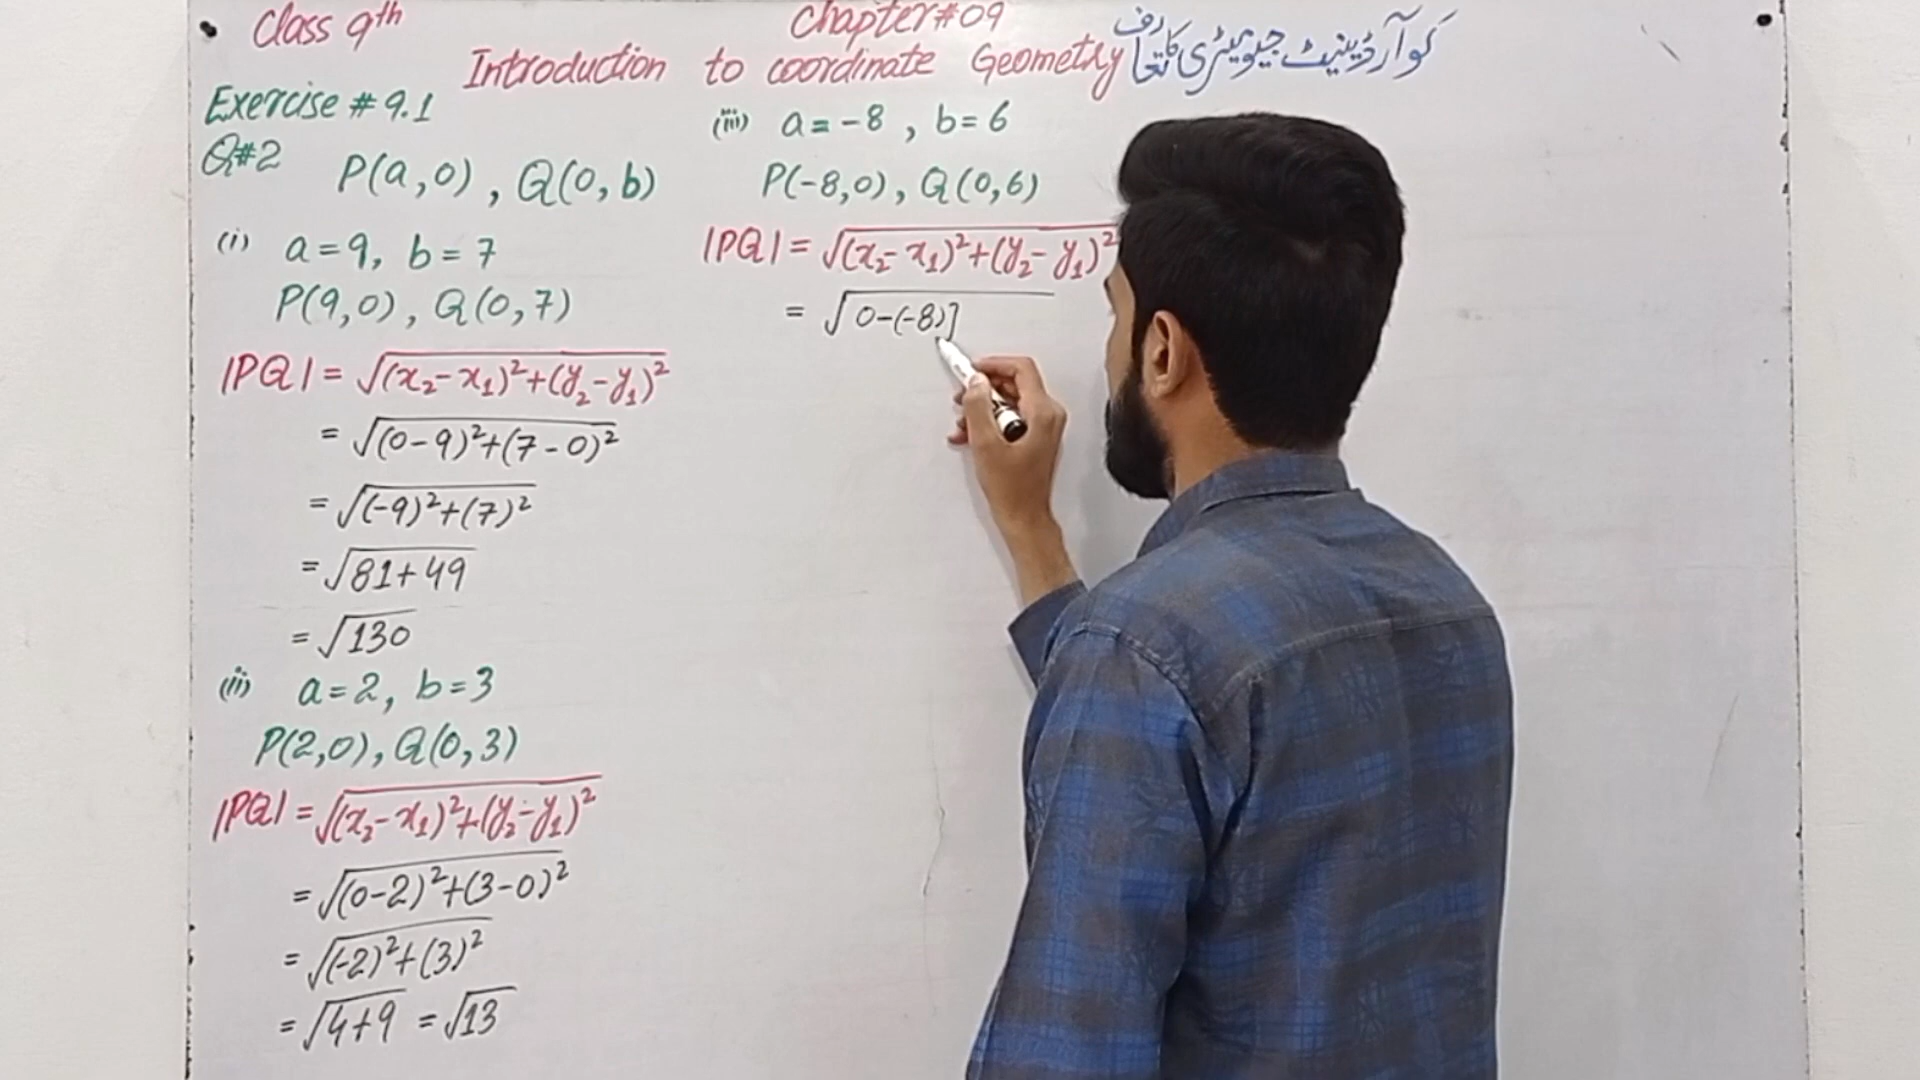 Class 9th
Chapter#09
Introduction to coordinate Geometry کوآرڈینیٹ جیومیٹری کا تعارف
Exercise # 9.1
Q#2
P(a,0) , Q(0,b)
(i) a=9, b=7
P(9,0) , Q(0,7)
|PQ| = √(x₂-x₁)²+(y₂-y₁)²
= √(0-9)²+(7-0)²
= √(-9)²+(7)²
= √81+49
= √130
(ii) a=2, b=3
P(2,0), Q(0,3)
|PQ| = √(x₂-x₁)²+(y₂-y₁)²
= √(0-2)²+(3-0)²
= √(-2)²+(3)²
= √4+9 = √13
(iii) a=-8 , b=6
P(-8,0) , Q(0,6)
|PQ| = √(x₂-x₁)²+(y₂-y₁)²
= √0-(-8)]